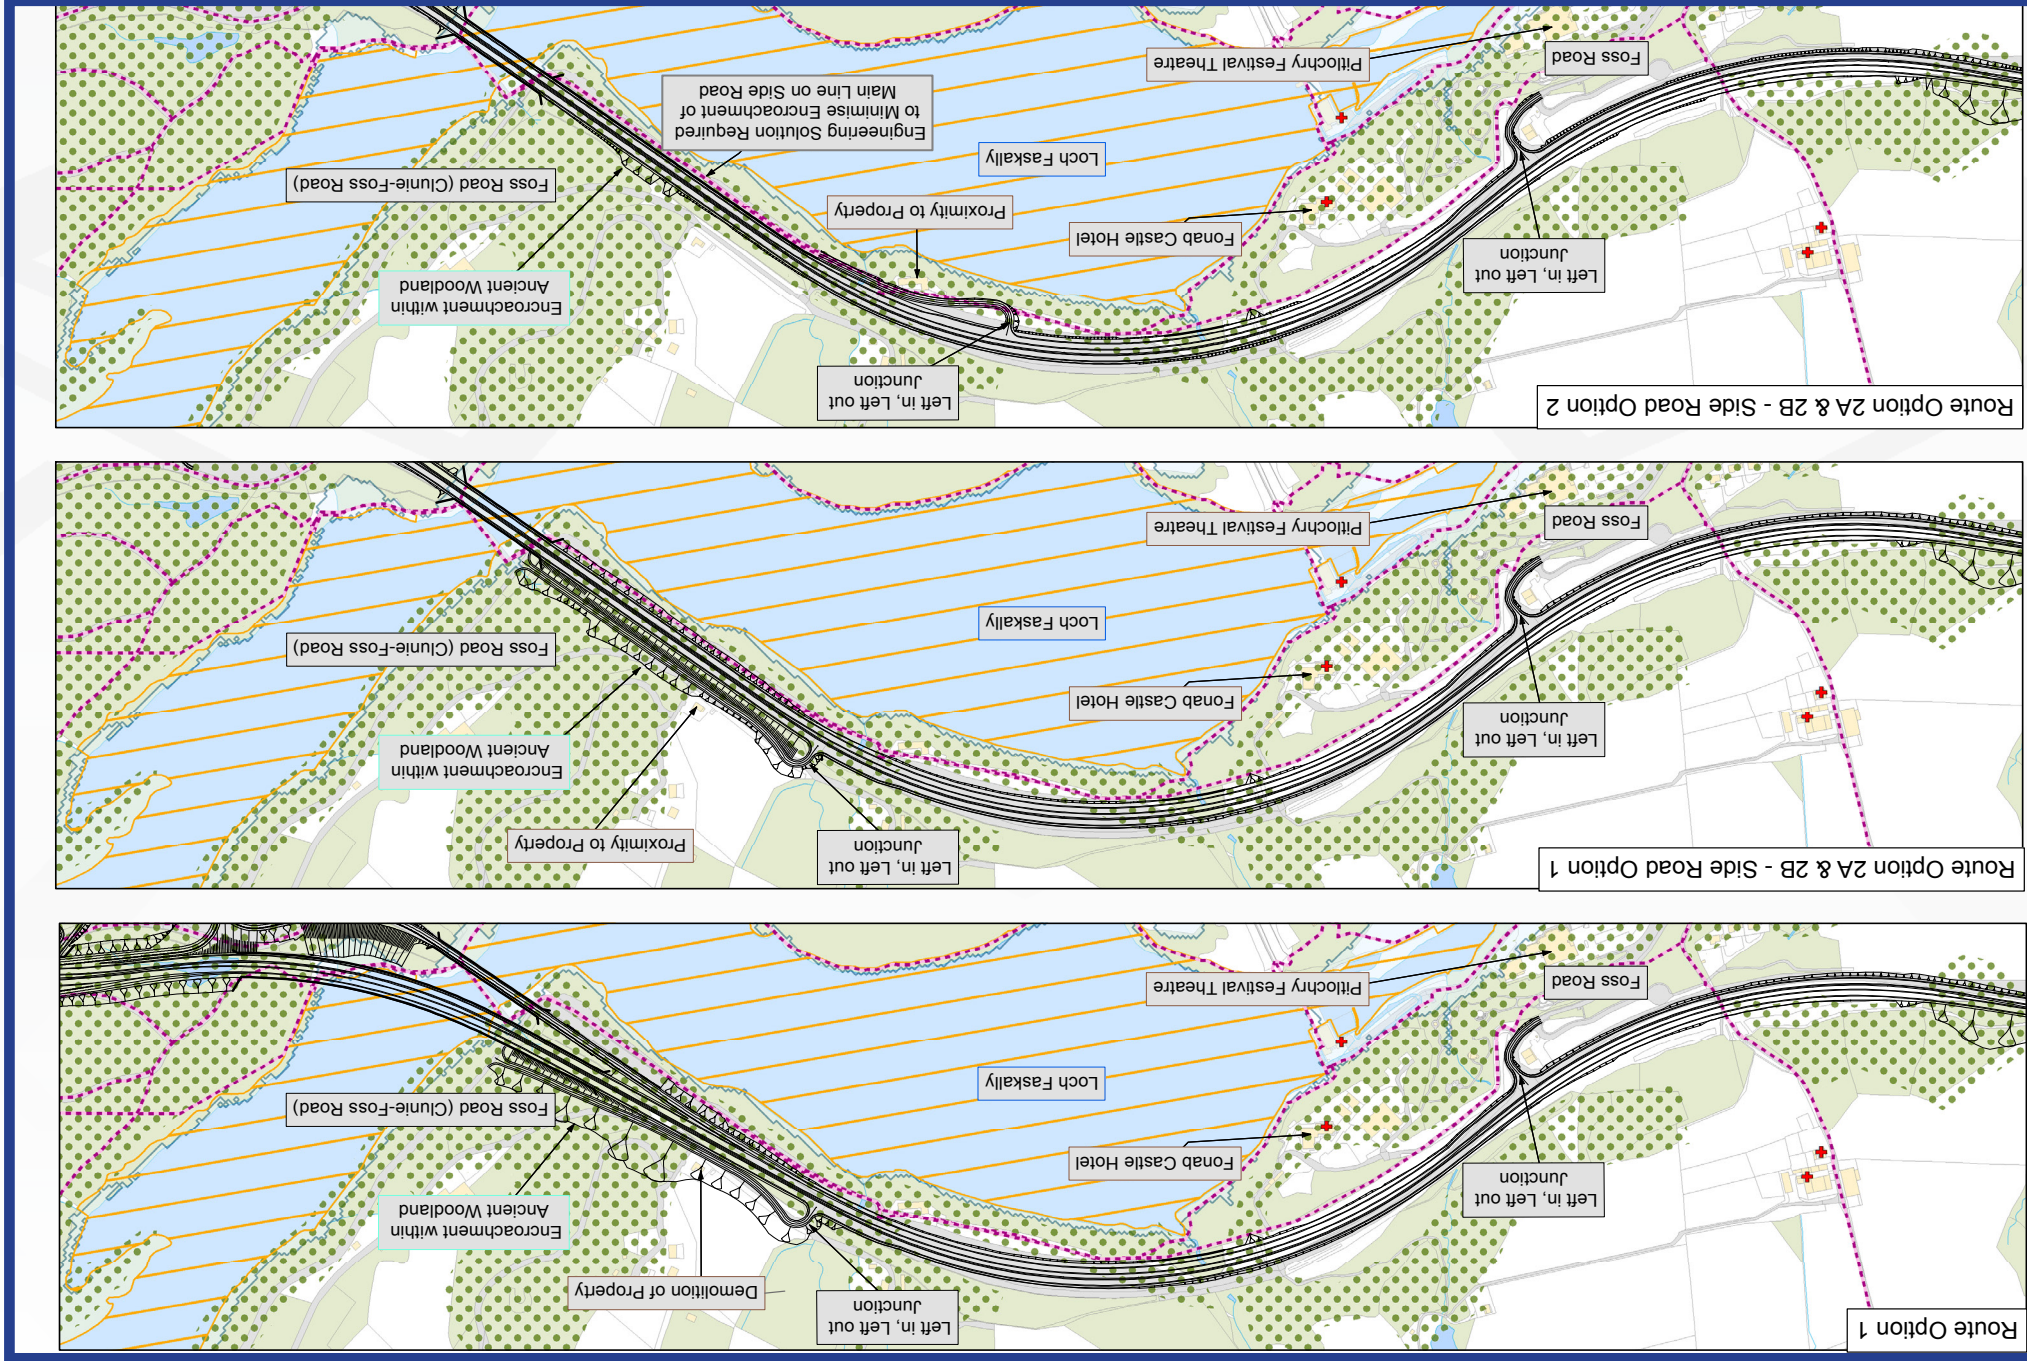 Route Option 1
Left in, Left out
Junction
Demolition of Property
Encroachment within
Ancient Woodland
Left in, Left out
Junction
Fonab Castle Hotel
Foss Road (Clunie-Foss Road)
Loch Faskally
Pitlochry Festival Theatre
Foss Road
Route Option 2A & 2B - Side Road Option 1
Left in, Left out
Junction
Proximity to Property
Encroachment within
Ancient Woodland
Left in, Left out
Junction
Fonab Castle Hotel
Foss Road (Clunie-Foss Road)
Loch Faskally
Pitlochry Festival Theatre
Foss Road
Route Option 2A & 2B - Side Road Option 2
Left in, Left out
Junction
Encroachment within
Ancient Woodland
Left in, Left out
Junction
Fonab Castle Hotel
Proximity to Property
Foss Road (Clunie-Foss Road)
Loch Faskally
Engineering Solution Required
to Minimise Encroachment of
Main Line on Side Road
Pitlochry Festival Theatre
Foss Road